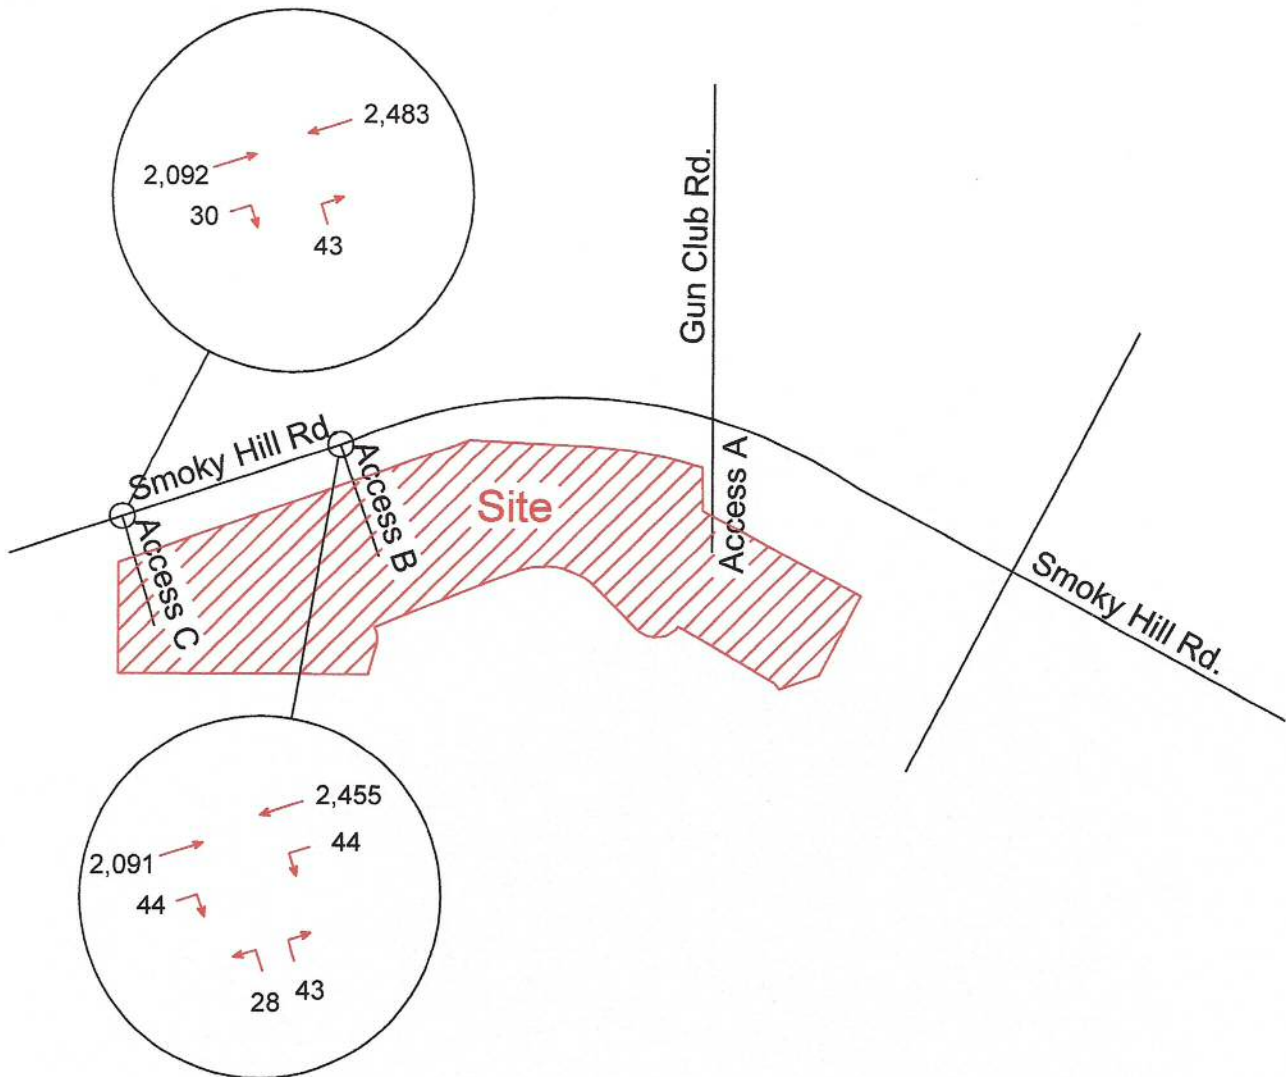 2,483
2,092
30
43
Gun Club Rd.
Smoky Hill Rd.
Access A
Access B
Site
Access C
Smoky Hill Rd.
2,455
44
2,091
44
28
43